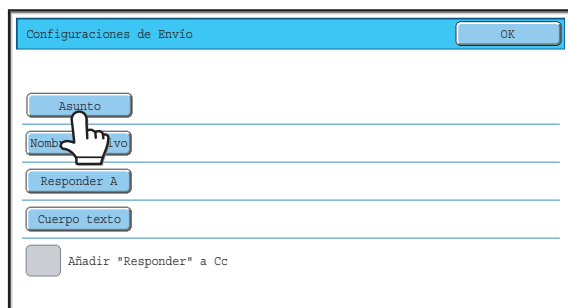 Configuraciones de Envío
OK
Asunto
Responder A
Cuerpo texto
Añadir "Responder" a Cc